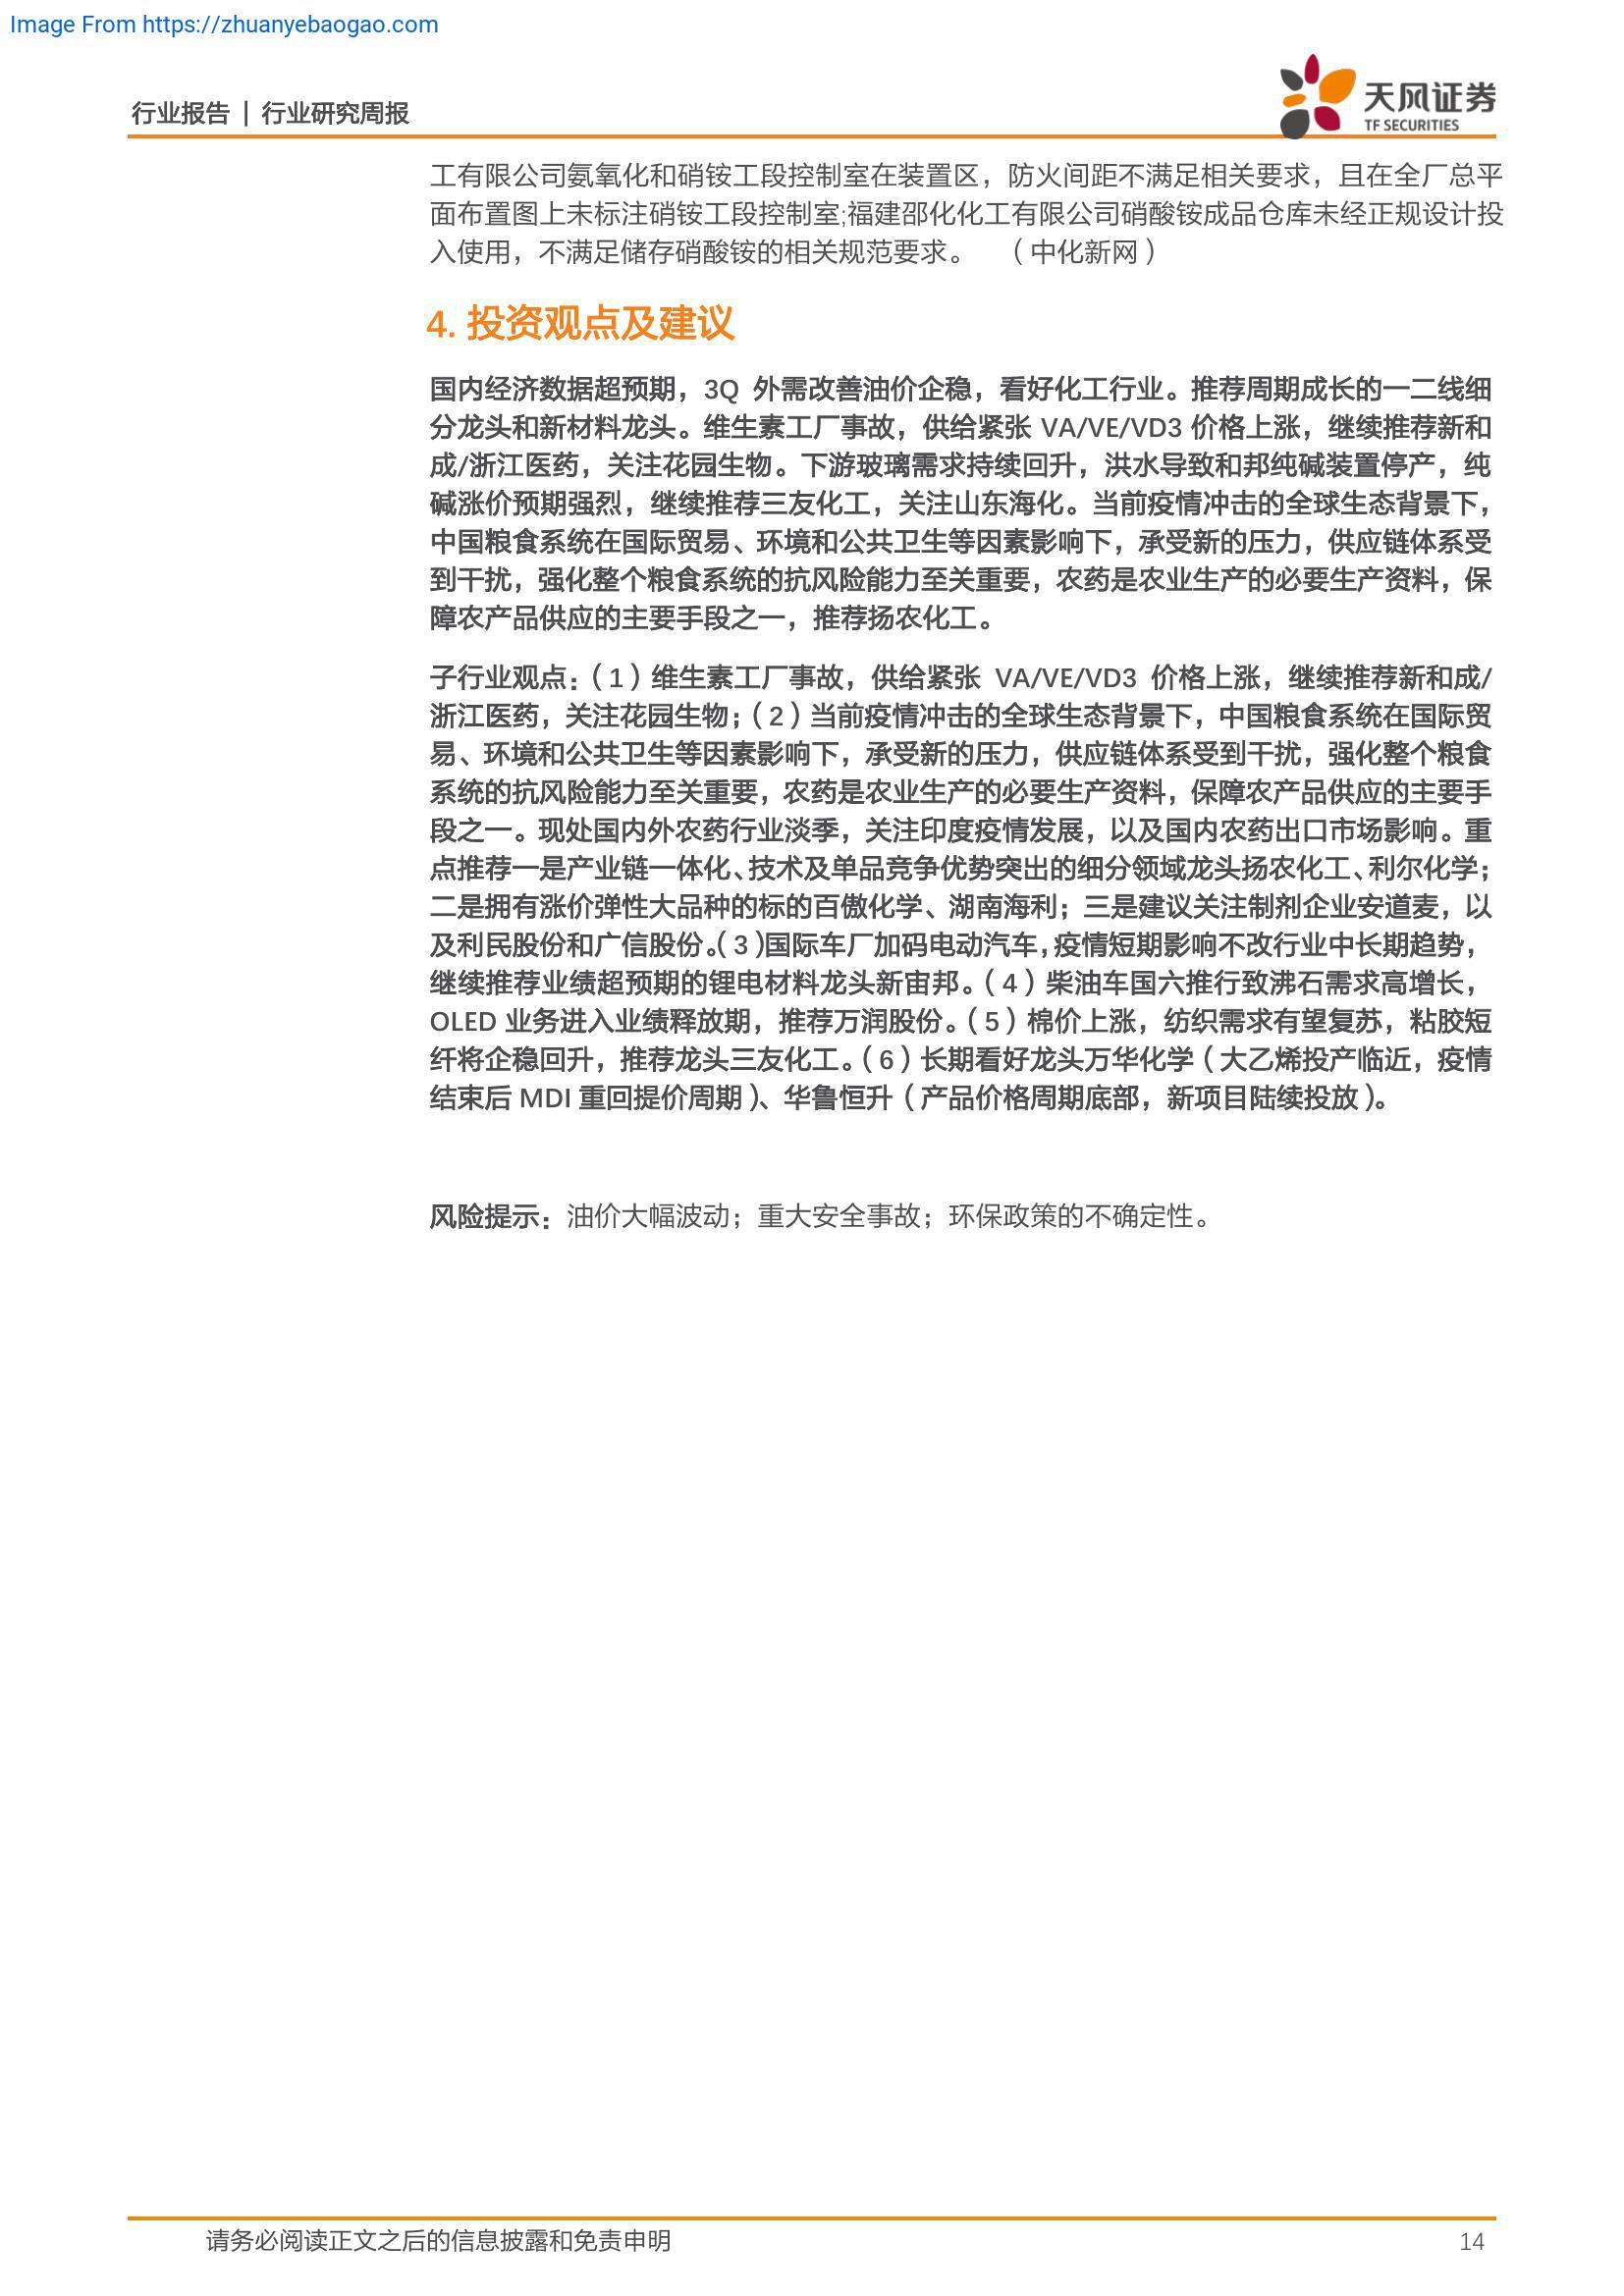 Image From https://zhuanyebaogao.com
行业报告 | 行业研究周报
天风证券
TF SECURITIES
工有限公司氨氧化和硝铵工段控制室在装置区，防火间距不满足相关要求，且在全厂总平
面布置图上未标注硝铵工段控制室;福建邵化化工有限公司硝酸铵成品仓库未经正规设计投
入使用，不满足储存硝酸铵的相关规范要求。 （中化新网）
4. 投资观点及建议
国内经济数据超预期，3Q 外需改善油价企稳，看好化工行业。推荐周期成长的一二线细
分龙头和新材料龙头。维生素工厂事故，供给紧张 VA/VE/VD3 价格上涨，继续推荐新和
成/浙江医药，关注花园生物。下游玻璃需求持续回升，洪水导致和邦纯碱装置停产，纯
碱涨价预期强烈，继续推荐三友化工，关注山东海化。当前疫情冲击的全球生态背景下，
中国粮食系统在国际贸易、环境和公共卫生等因素影响下，承受新的压力，供应链体系受
到干扰，强化整个粮食系统的抗风险能力至关重要，农药是农业生产的必要生产资料，保
障农产品供应的主要手段之一，推荐扬农化工。
子行业观点：（1）维生素工厂事故，供给紧张 VA/VE/VD3 价格上涨，继续推荐新和成/
浙江医药，关注花园生物；（2）当前疫情冲击的全球生态背景下，中国粮食系统在国际贸
易、环境和公共卫生等因素影响下，承受新的压力，供应链体系受到干扰，强化整个粮食
系统的抗风险能力至关重要，农药是农业生产的必要生产资料，保障农产品供应的主要手
段之一。现处国内外农药行业淡季，关注印度疫情发展，以及国内农药出口市场影响。重
点推荐一是产业链一体化、技术及单品竞争优势突出的细分领域龙头扬农化工、利尔化学；
二是拥有涨价弹性大品种的标的百傲化学、湖南海利；三是建议关注制剂企业安道麦，以
及利民股份和广信股份。（3）国际车厂加码电动汽车，疫情短期影响不改行业中长期趋势，
继续推荐业绩超预期的锂电材料龙头新宙邦。（4）柴油车国六推行致沸石需求高增长，
OLED 业务进入业绩释放期，推荐万润股份。（5）棉价上涨，纺织需求有望复苏，粘胶短
纤将企稳回升，推荐龙头三友化工。（6）长期看好龙头万华化学（大乙烯投产临近，疫情
结束后 MDI 重回提价周期）、华鲁恒升（产品价格周期底部，新项目陆续投放）。
风险提示：油价大幅波动；重大安全事故；环保政策的不确定性。
请务必阅读正文之后的信息披露和免责申明
14